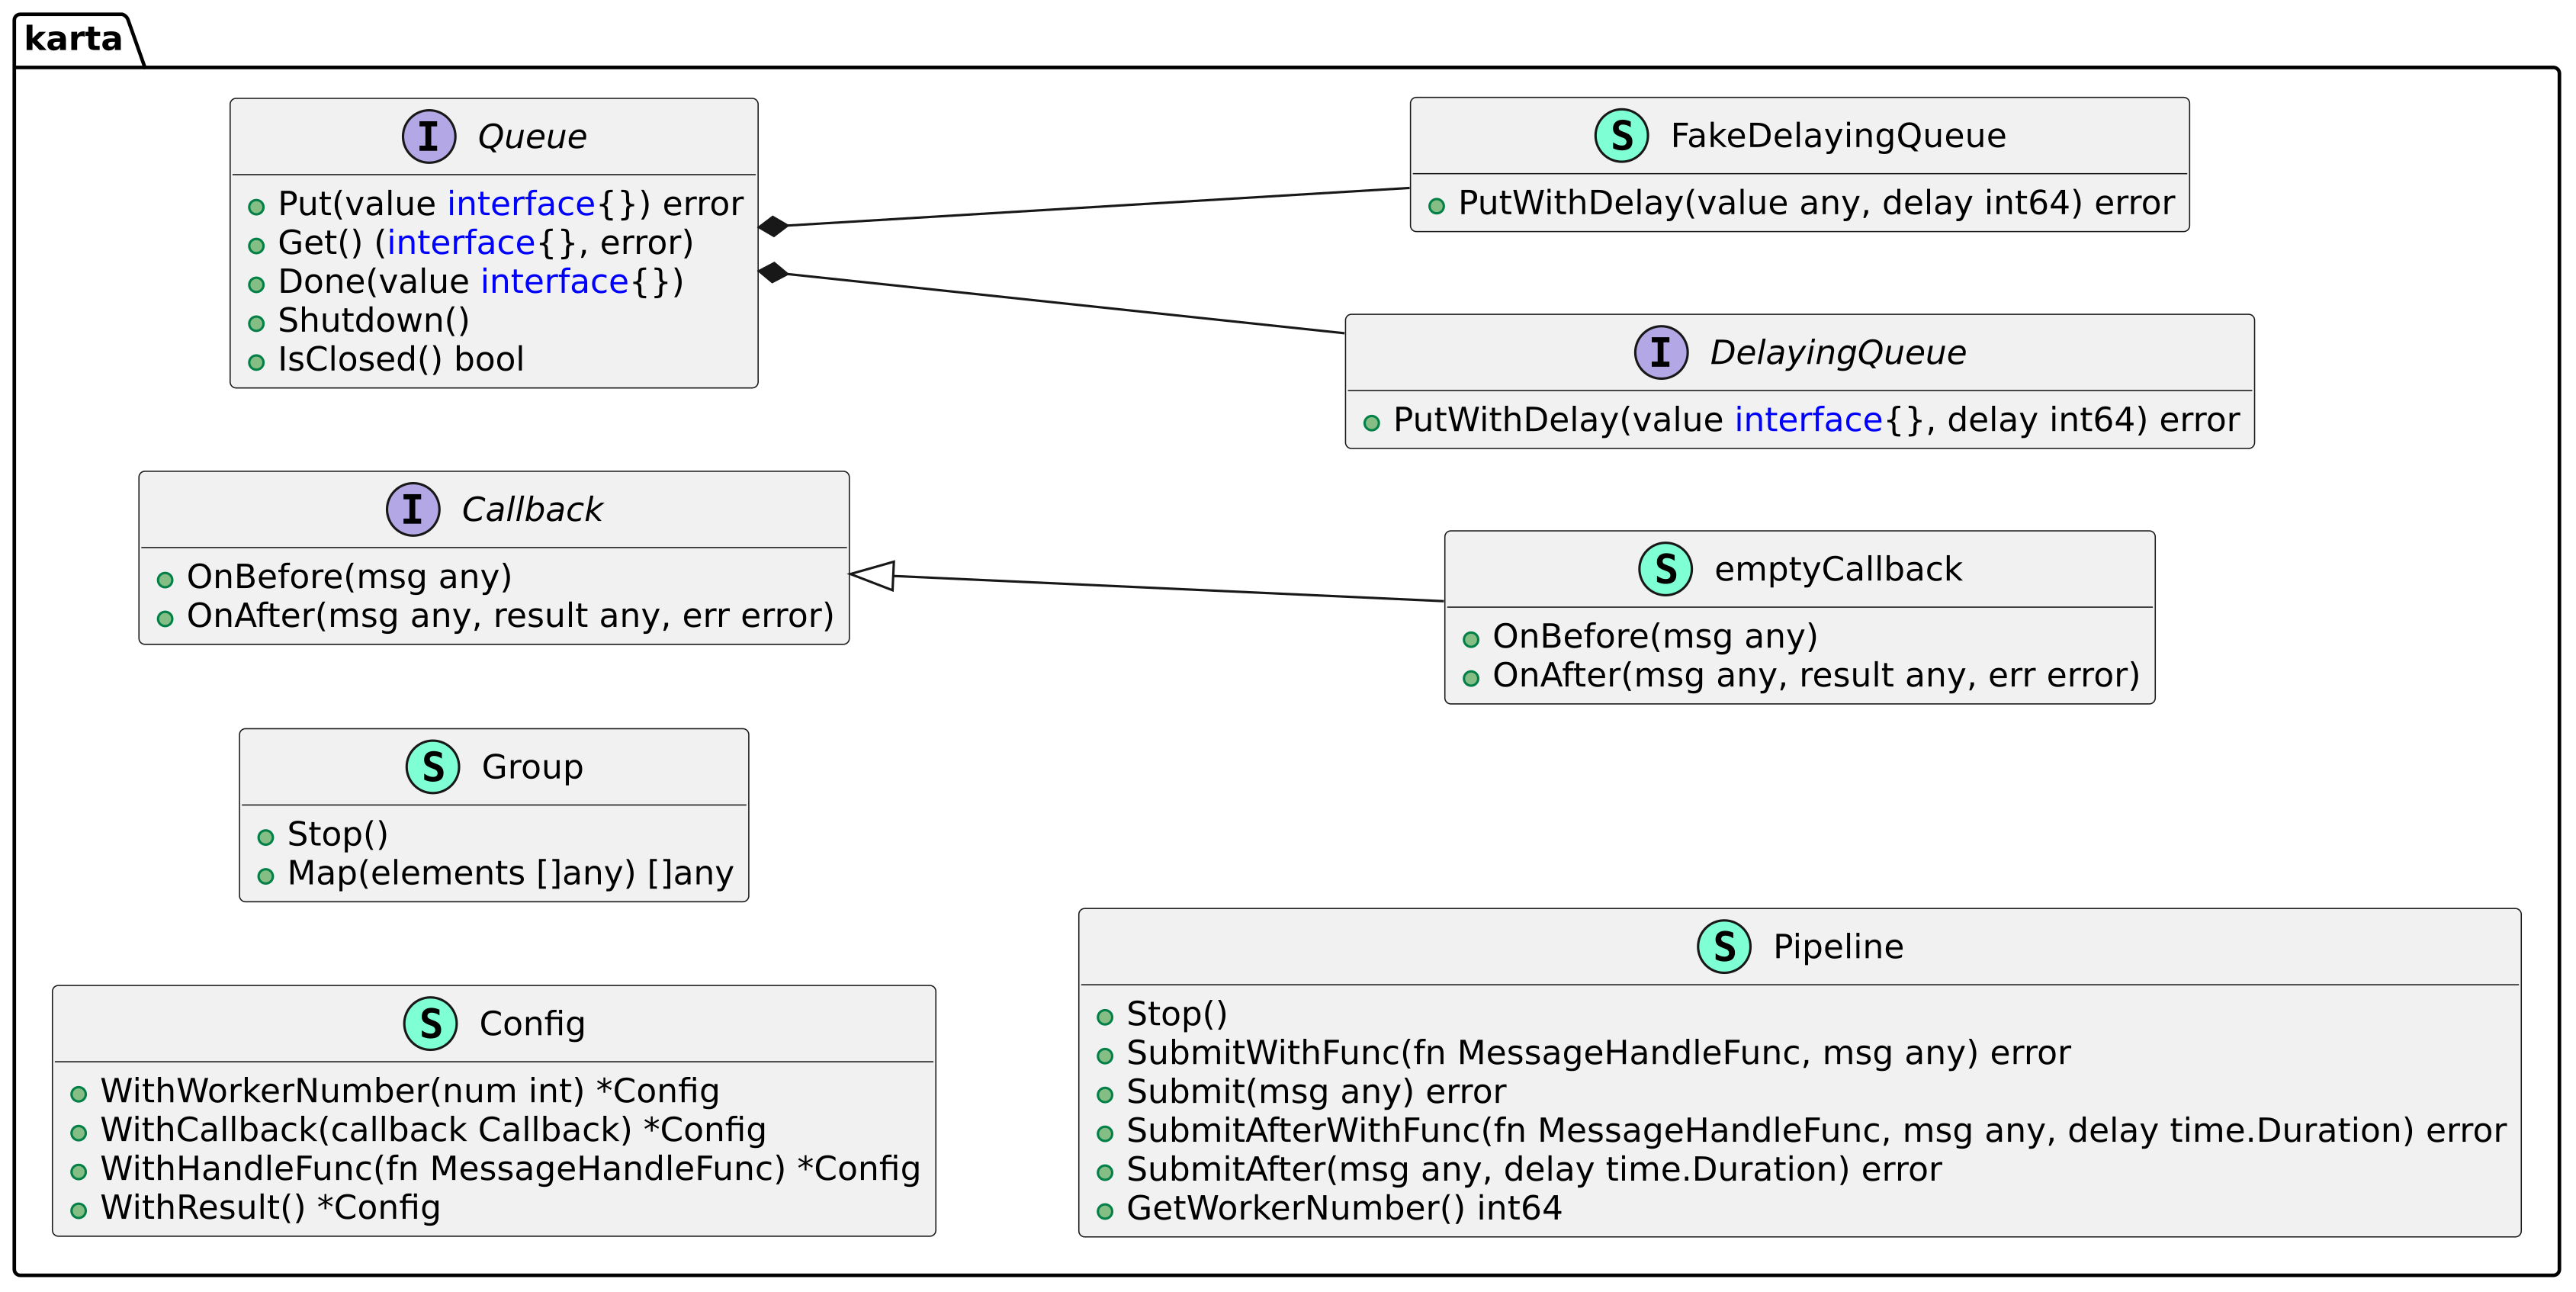 karta
I Queue
Put(value interface{}) error
Get() (interface{}, error)
Done(value interface{})
Shutdown()
IsClosed() bool
S FakeDelayingQueue
PutWithDelay(value any, delay int64) error
I DelayingQueue
PutWithDelay(value interface{}, delay int64) error
I Callback
OnBefore(msg any)
OnAfter(msg any, result any, err error)
S emptyCallback
OnBefore(msg any)
OnAfter(msg any, result any, err error)
S Group
Stop()
Map(elements []any) []any
S Config
WithWorkerNumber(num int) *Config
WithCallback(callback Callback) *Config
WithHandleFunc(fn MessageHandleFunc) *Config
WithResult() *Config
S Pipeline
Stop()
SubmitWithFunc(fn MessageHandleFunc, msg any) error
Submit(msg any) error
SubmitAfterWithFunc(fn MessageHandleFunc, msg any, delay time.Duration) error
SubmitAfter(msg any, delay time.Duration) error
GetWorkerNumber() int64